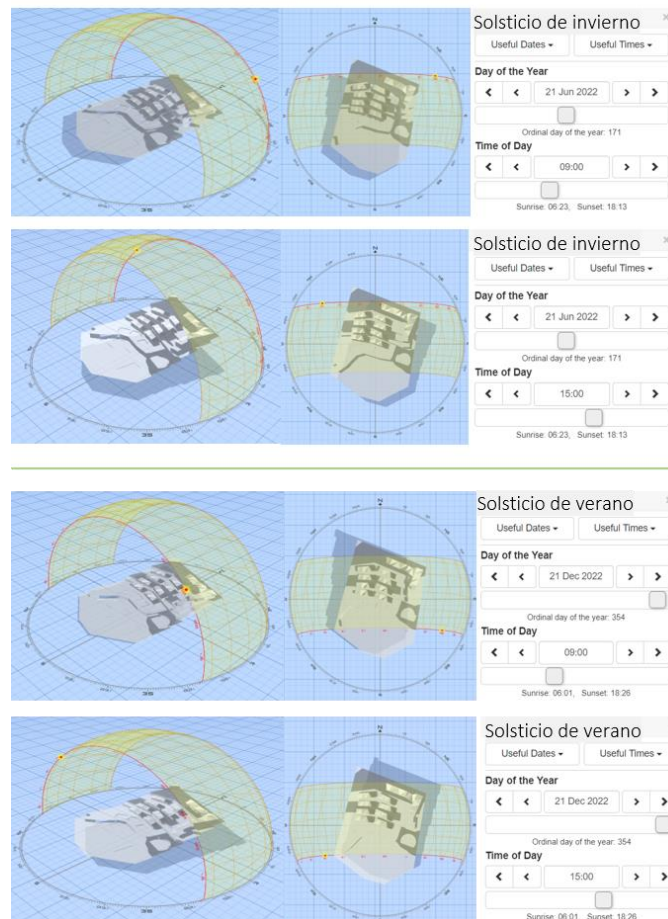 Solsticio de invierno
Useful Dates Useful Times
Day of the Year
21 Jun 2022
Ordinal day of the year: 171
Time of Day
09:00
Sunrise: 06:23, Sunset: 18:13
Solsticio de invierno
Useful Dates Useful Times
Day of the Year
21 Jun 2022
Ordinal day of the year: 171
Time of Day
15:00
Sunrise: 06:23, Sunset: 18:13
Solsticio de verano
Useful Dates Useful Times
Day of the Year
21 Dec 2022
Ordinal day of the year: 354
Time of Day
09:00
Sunrise: 06:01, Sunset: 18:26
Solsticio de verano
Useful Dates Useful Times
Day of the Year
21 Dec 2022
Ordinal day of the year: 354
Time of Day
15:00
Sunrise: 06:01, Sunset: 18:26